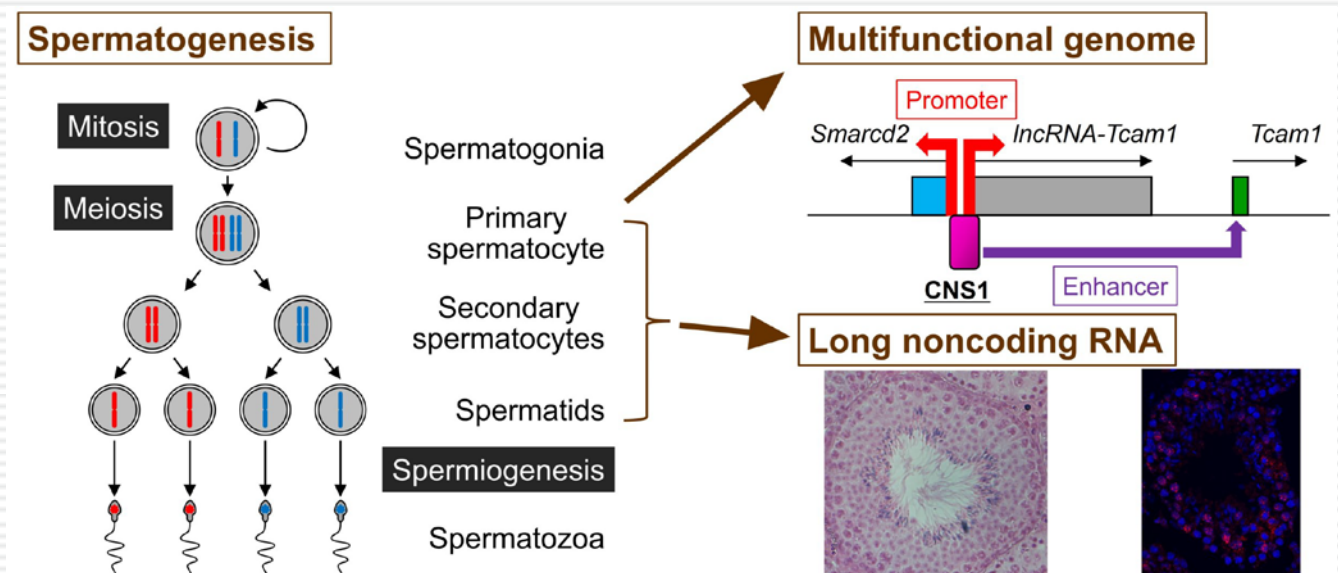 Spermatogenesis
Mitosis
Meiosis
Spermatogonia
Primary
spermatocyte
Secondary
spermatocytes
Spermatids
Spermiogenesis
Spermatozoa
Multifunctional genome
Promoter
Smarcd2
lncRNA-Tcam1
Tcam1
CNS1
Enhancer
Long noncoding RNA